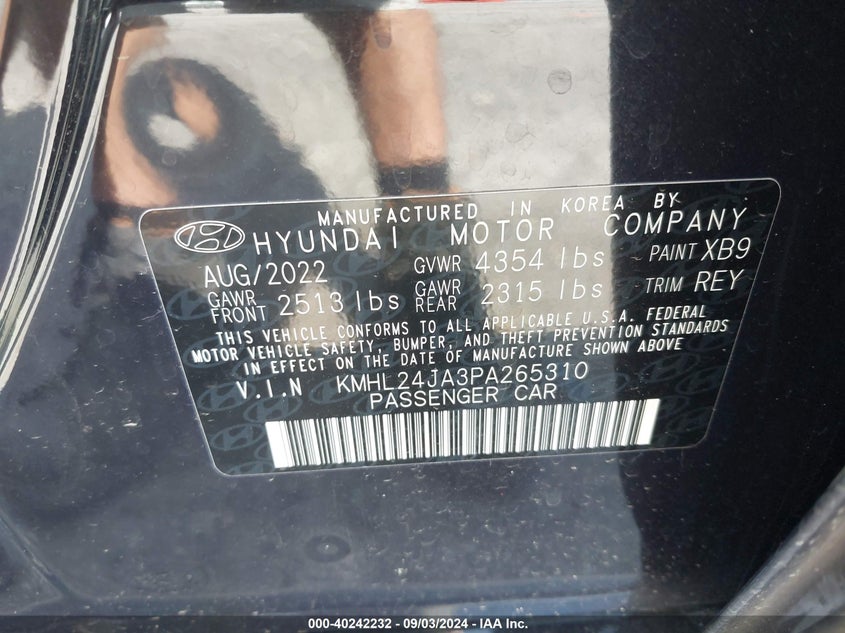 MANUFACTURED IN KOREA BY
HYUNDAI MOTOR COMPANY
AUG/2022 GVWR 4354 lbs PAINT XB9
GAWR FRONT 2513 lbs GAWR REAR 2315 lbs TRIM REY
THIS VEHICLE CONFORMS TO ALL APPLICABLE U.S.A. FEDERAL
MOTOR VEHICLE SAFETY, BUMPER, AND THEFT PREVENTION STANDARDS
IN EFFECT ON THE DATE OF MANUFACTURE SHOWN ABOVE
V.I.N KMHL24JA3PA265310
PASSENGER CAR
000-40242232 - 09/03/2024 - IAA Inc.